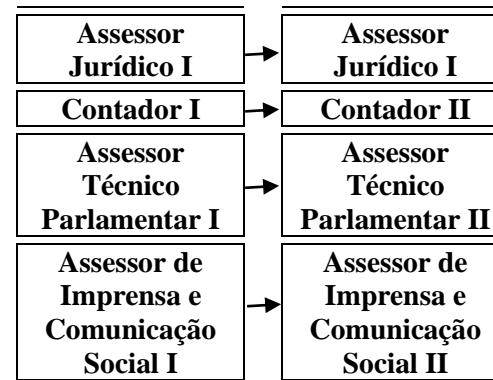 Assessor
Jurídico I
Assessor
Jurídico I
Contador I
Contador II
Assessor
Técnico
Parlamentar I
Assessor
Técnico
Parlamentar II
Assessor de
Imprensa e
Comunicação
Social I
Assessor de
Imprensa e
Comunicação
Social II